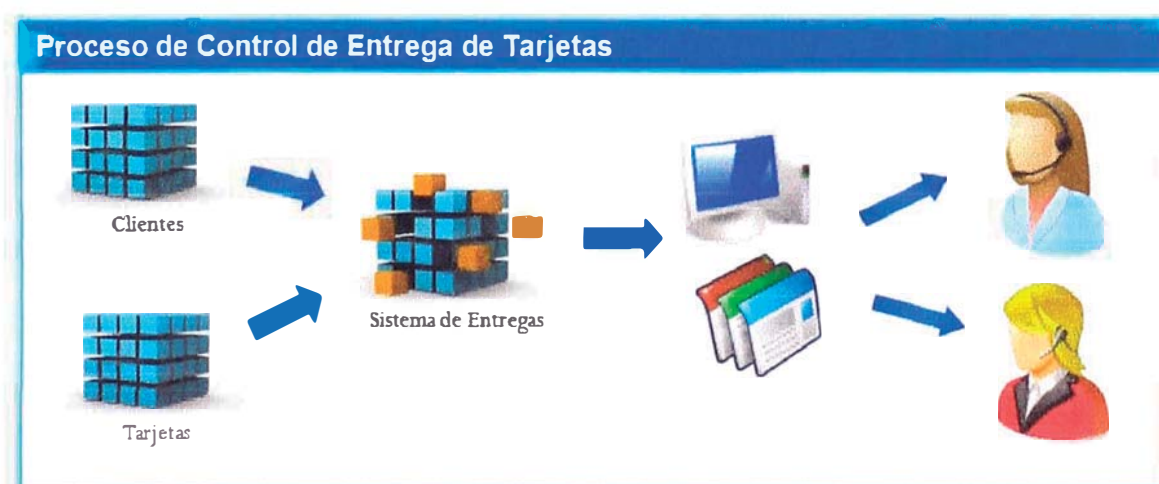 Proceso de Control de Entrega de Tarjetas
Clientes
Sistema de Entregas
Tarjetas